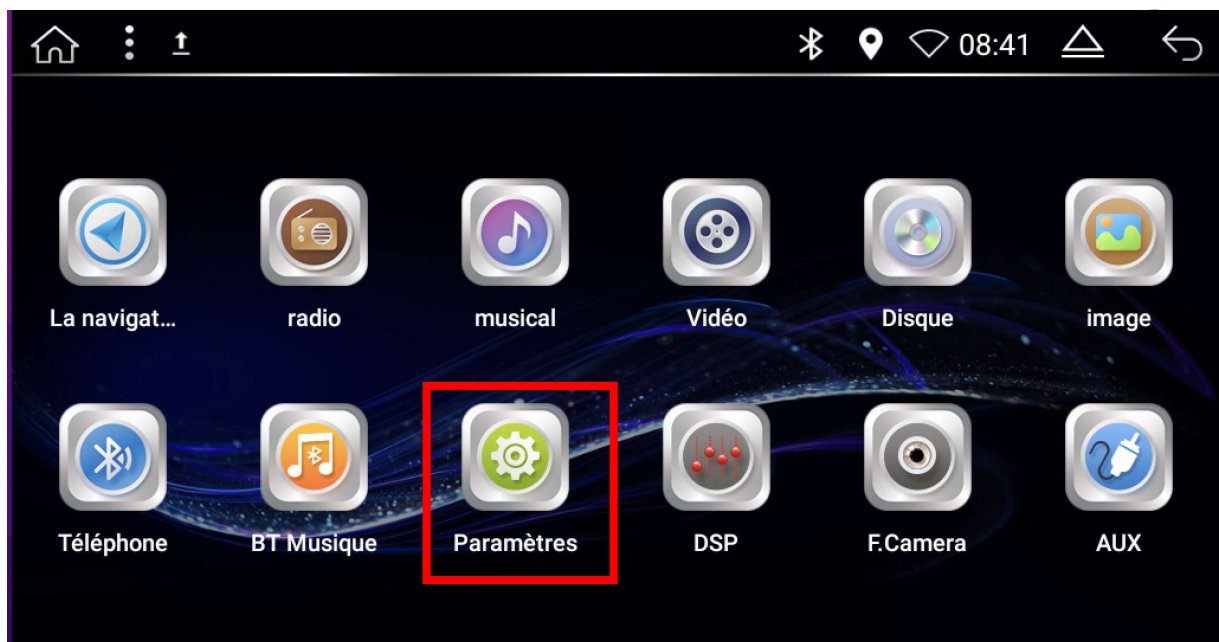 08:41
La navigat...
radio
musical
Vidéo
Disque
image
Téléphone
BT Musique
Paramètres
DSP
F.Camera
AUX